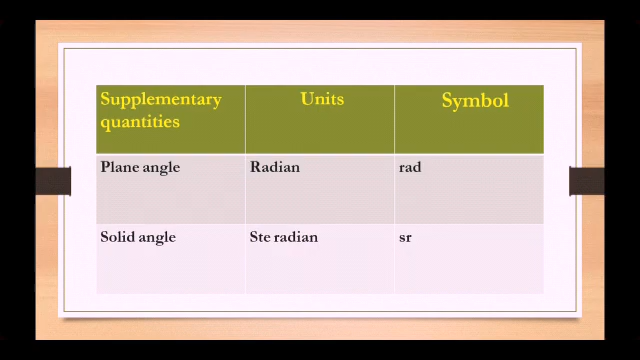 Supplementary Units Symbol
quantities
Plane angle Radian rad
Solid angle Ste radian sr